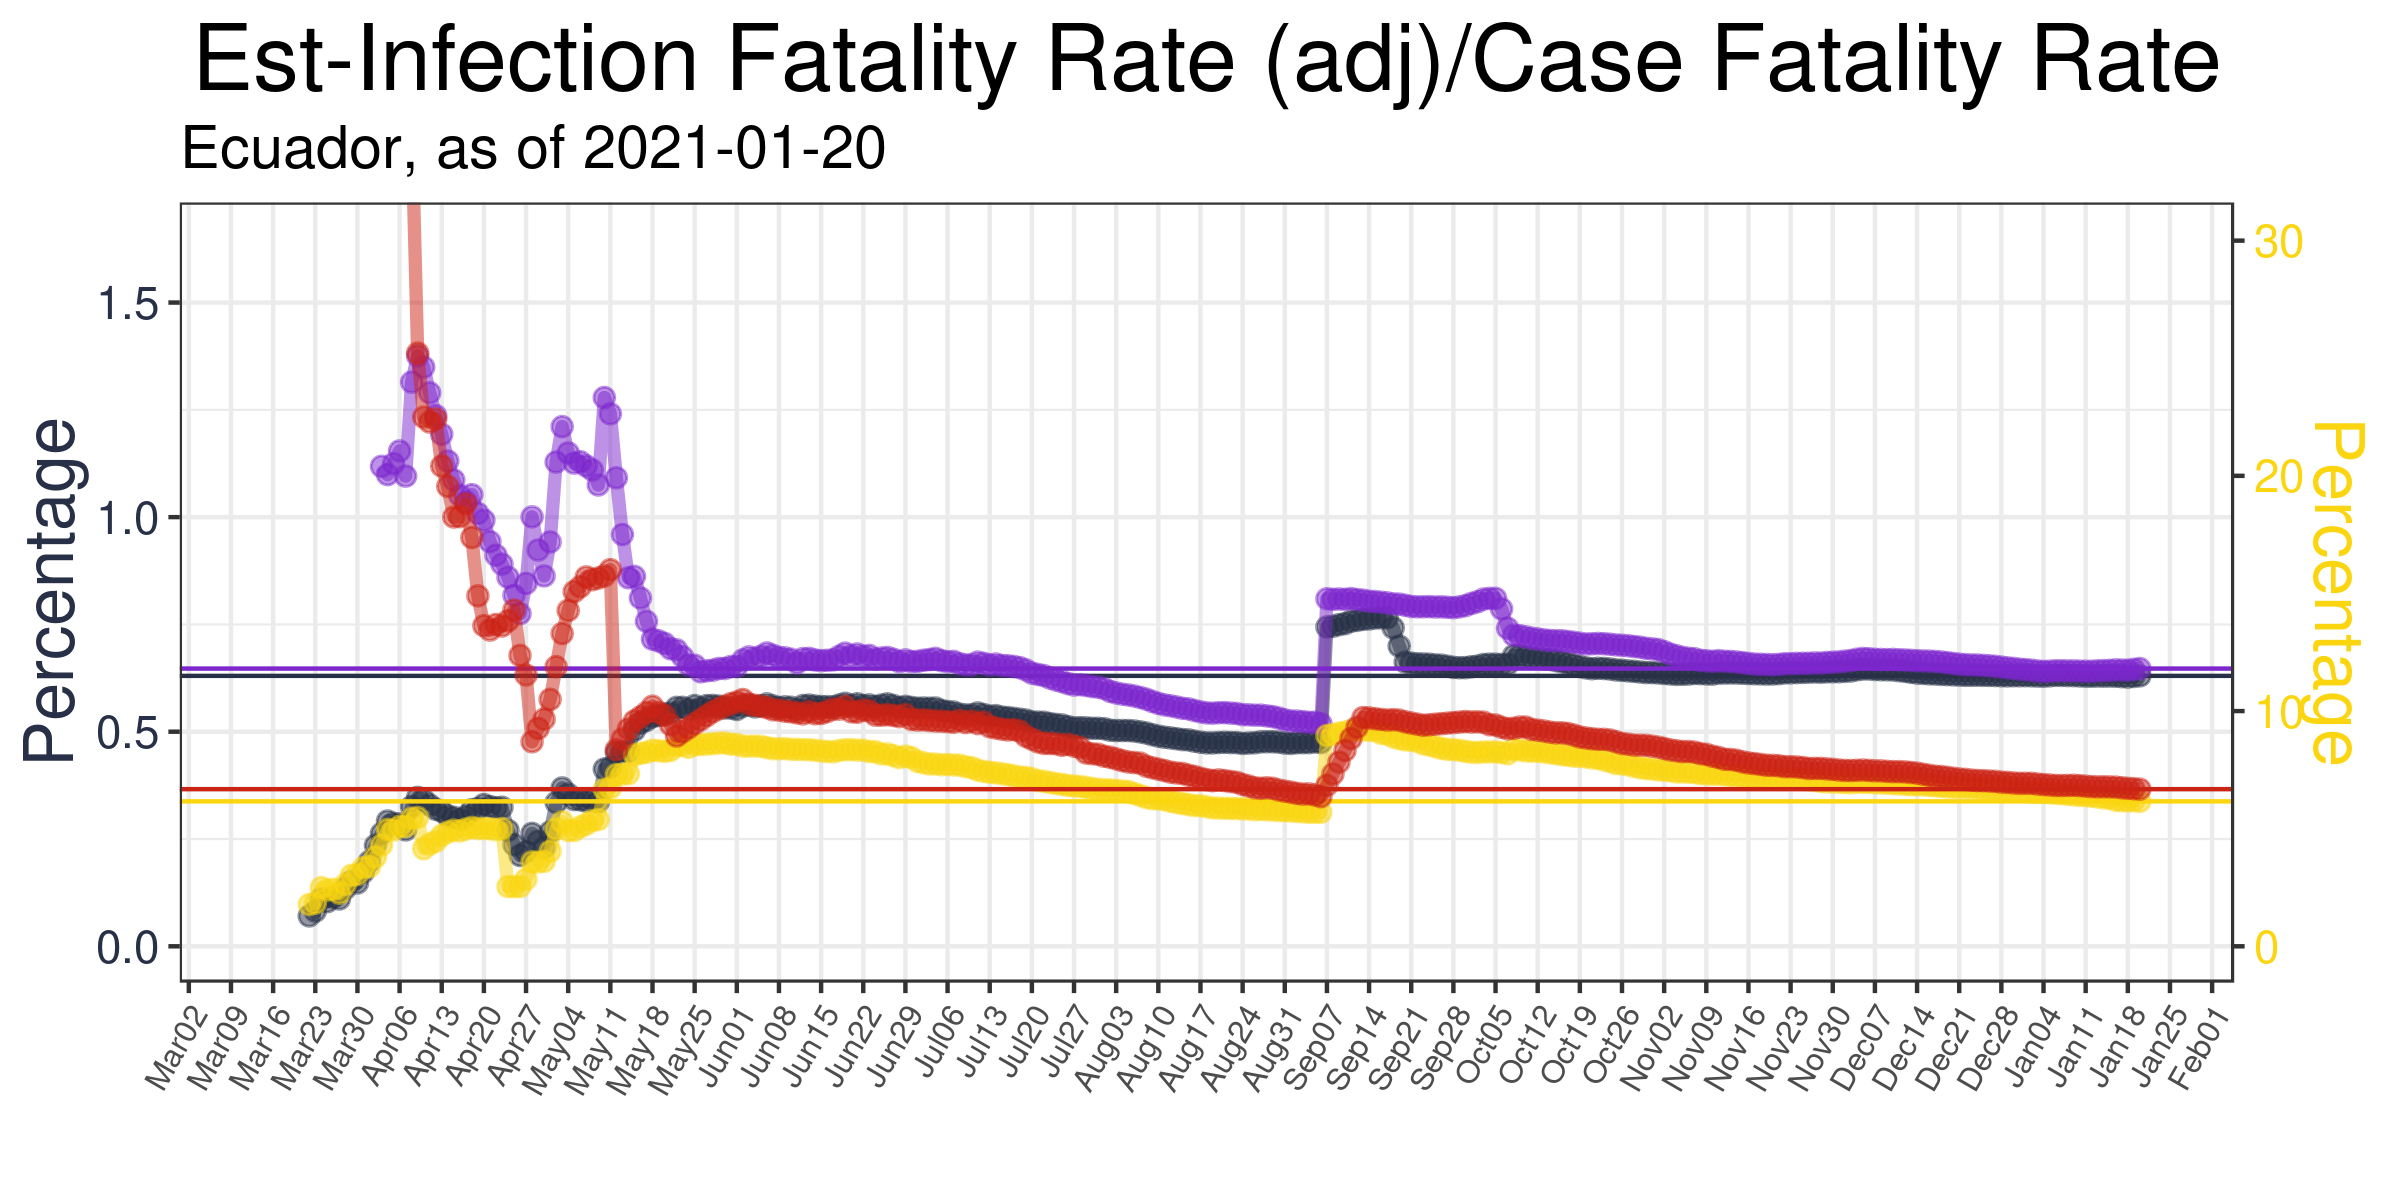 Est-Infection Fatality Rate (adj)/Case Fatality Rate
Ecuador, as of 2021-01-20
Percentage
1.5
1.0
0.5
0.0
30
20
10
0
Percentage
Mar02
Mar09
Mar16
Mar23
Mar30
Apr06
Apr13
Apr20
Apr27
May04
May11
May18
May25
Jun01
Jun08
Jun15
Jun22
Jun29
Jul06
Jul13
Jul20
Jul27
Aug03
Aug10
Aug17
Aug24
Aug31
Sep07
Sep14
Sep21
Sep28
Oct05
Oct12
Oct19
Oct26
Nov02
Nov09
Nov16
Nov23
Nov30
Dec07
Dec14
Dec21
Dec28
Jan04
Jan11
Jan18
Jan25
Feb01